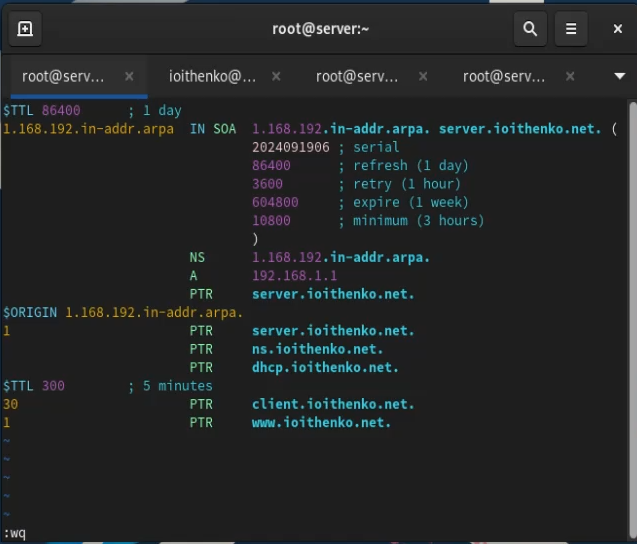 root@server:~
root@serv... × ioithenko@... × root@serv... × root@serv... ×
$TTL 86400 ; 1 day
1.168.192.in-addr.arpa IN SOA 1.168.192.in-addr.arpa. server.ioithenko.net. (
2024091906 ; serial
86400 ; refresh (1 day)
3600 ; retry (1 hour)
604800 ; expire (1 week)
10800 ; minimum (3 hours)
)
NS 1.168.192.in-addr.arpa.
A 192.168.1.1
PTR server.ioithenko.net.
$ORIGIN 1.168.192.in-addr.arpa.
1 PTR server.ioithenko.net.
PTR ns.ioithenko.net.
PTR dhcp.ioithenko.net.
$TTL 300 ; 5 minutes
30 PTR client.ioithenko.net.
1 PTR www.ioithenko.net.
~
~
~
~
~
:wq